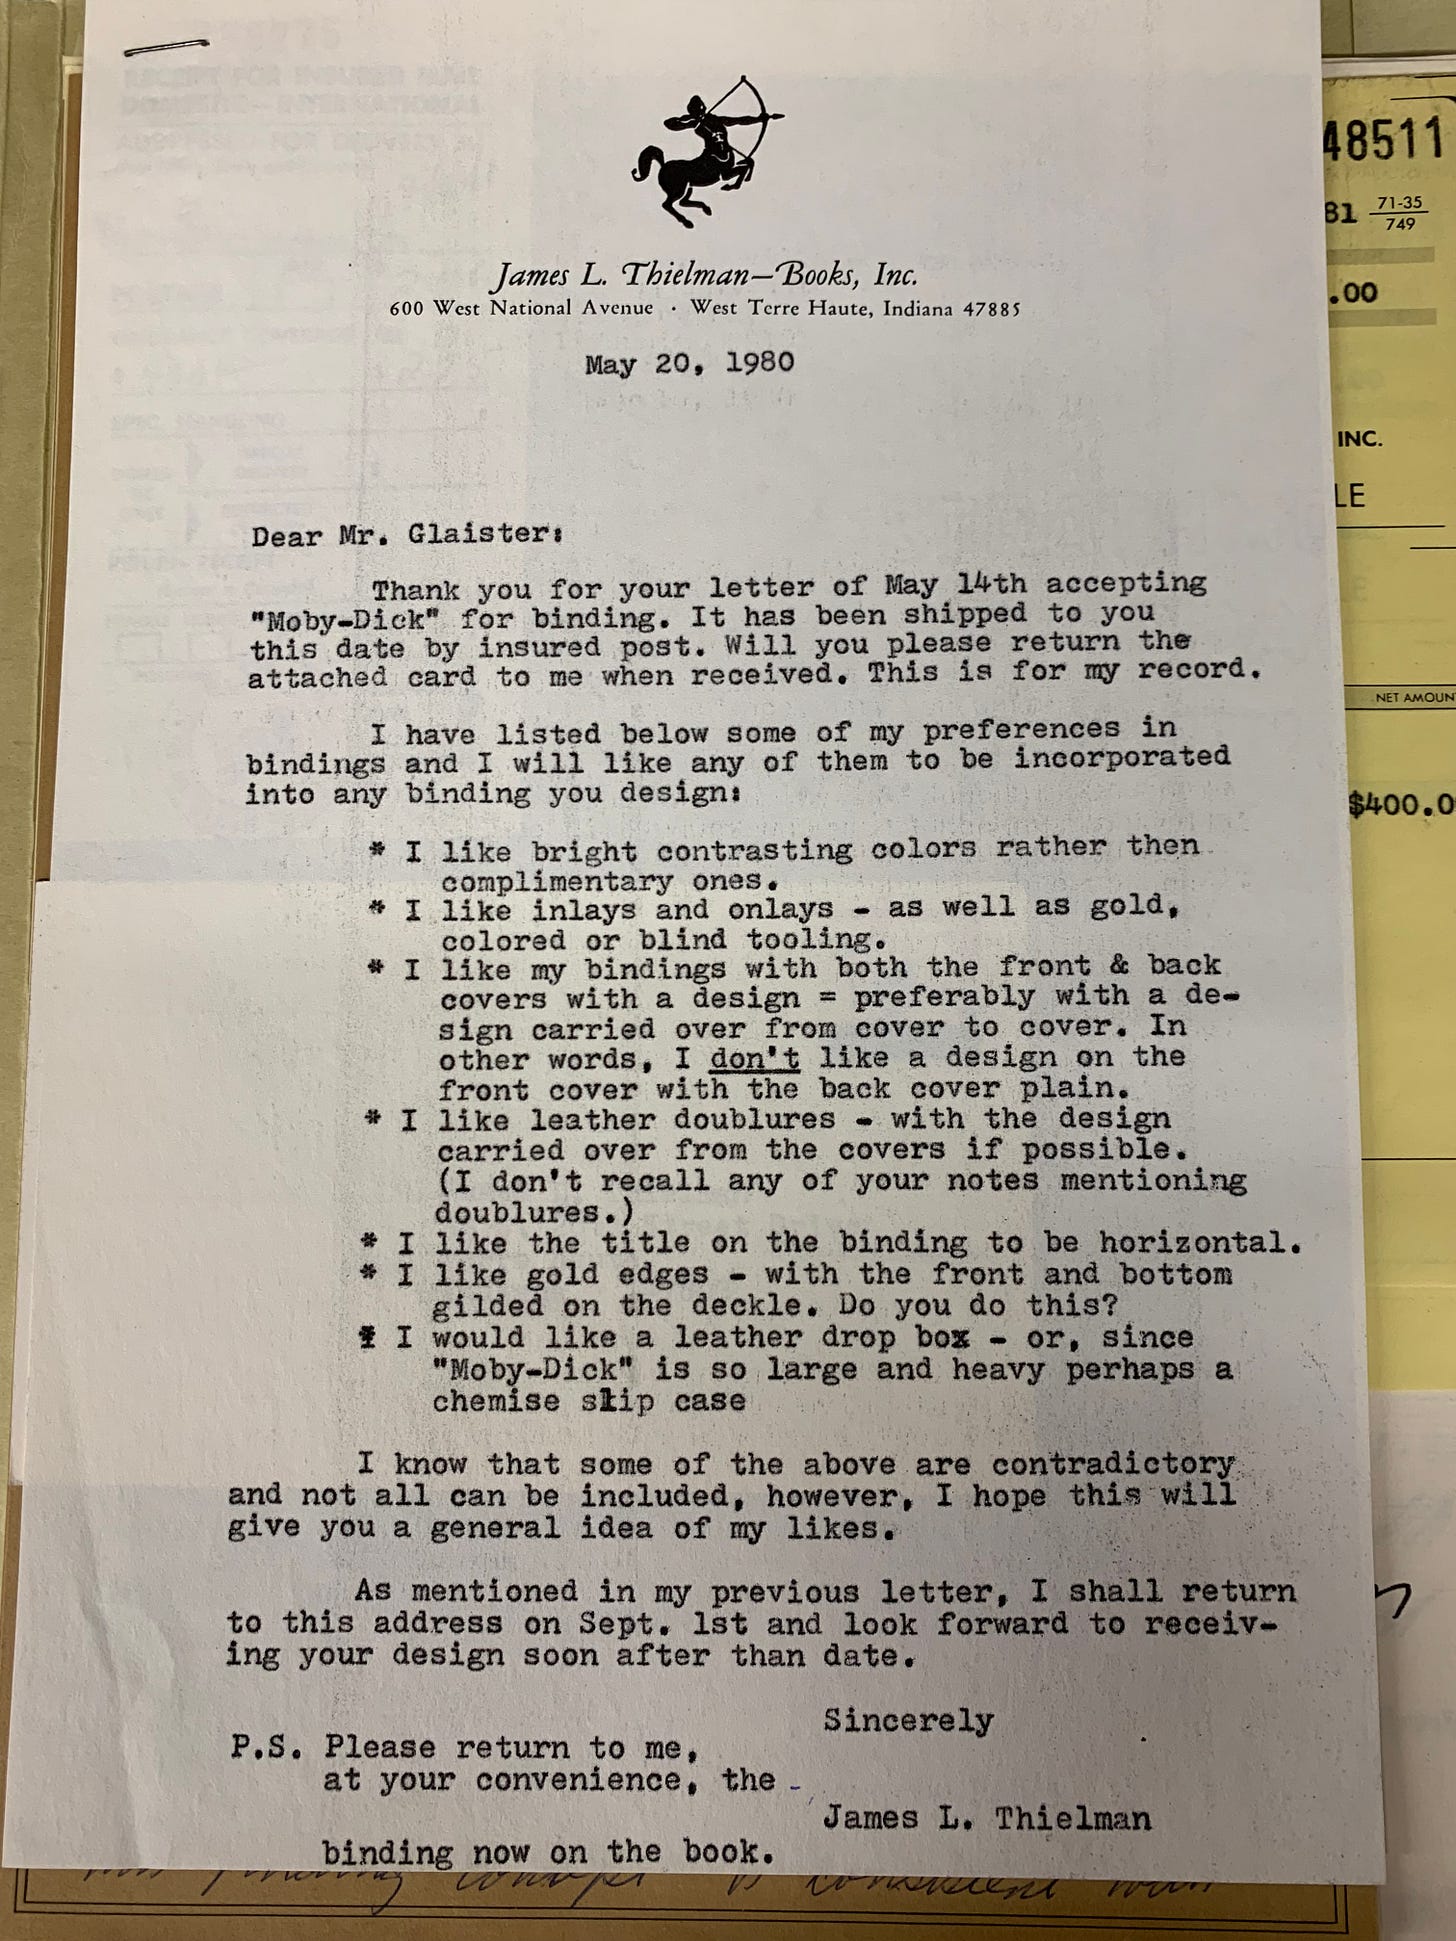 James L. Thielman—Books, Inc.
600 West National Avenue · West Terre Haute, Indiana 47885
May 20, 1980
Dear Mr. Glaister:
Thank you for your letter of May 14th accepting
"Moby-Dick" for binding. It has been shipped to you
this date by insured post. Will you please return the
attached card to me when received. This is for my record.
I have listed below some of my preferences in
bindings and I will like any of them to be incorporated
into any binding you design:
* I like bright contrasting colors rather then
complimentary ones.
* I like inlays and onlays - as well as gold,
colored or blind tooling.
* I like my bindings with both the front & back
covers with a design = preferably with a de-
sign carried over from cover to cover. In
other words, I don't like a design on the
front cover with the back cover plain.
* I like leather doublures - with the design
carried over from the covers if possible.
(I don't recall any of your notes mentioning
doublures.)
* I like the title on the binding to be horizontal.
* I like gold edges - with the front and bottom
gilded on the deckle. Do you do this?
* I would like a leather drop box - or, since
"Moby-Dick" is so large and heavy perhaps a
chemise slip case
I know that some of the above are contradictory
and not all can be included, however, I hope this will
give you a general idea of my likes.
As mentioned in my previous letter, I shall return
to this address on Sept. 1st and look forward to receiv-
ing your design soon after than date.
Sincerely
P.S. Please return to me,
at your convenience, the -
James L. Thielman
binding now on the book.
48511
81 71-35
749
.00
INC.
LE
NET AMOUN
$400.0